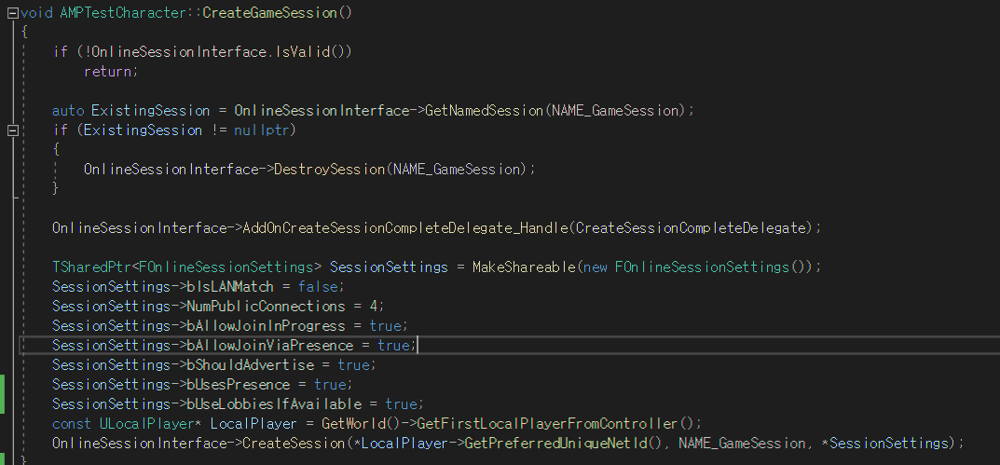 void AMPTestCharacter::CreateGameSession()
{
if (!OnlineSessionInterface.IsValid())
return;
auto ExistingSession = OnlineSessionInterface->GetNamedSession(NAME_GameSession);
if (ExistingSession != nullptr)
{
OnlineSessionInterface->DestroySession(NAME_GameSession);
}
OnlineSessionInterface->AddOnCreateSessionCompleteDelegate_Handle(CreateSessionCompleteDelegate);
TSharedPtr<FOnlineSessionSettings> SessionSettings = MakeShareable(new FOnlineSessionSettings());
SessionSettings->bIsLANMatch = false;
SessionSettings->NumPublicConnections = 4;
SessionSettings->bAllowJoinInProgress = true;
SessionSettings->bAllowJoinViaPresence = true;
SessionSettings->bShouldAdvertise = true;
SessionSettings->bUsesPresence = true;
SessionSettings->bUseLobbiesIfAvailable = true;
const ULocalPlayer* LocalPlayer = GetWorld()->GetFirstLocalPlayerFromController();
OnlineSessionInterface->CreateSession(*LocalPlayer->GetPreferredUniqueNetId(), NAME_GameSession, *SessionSettings);
}